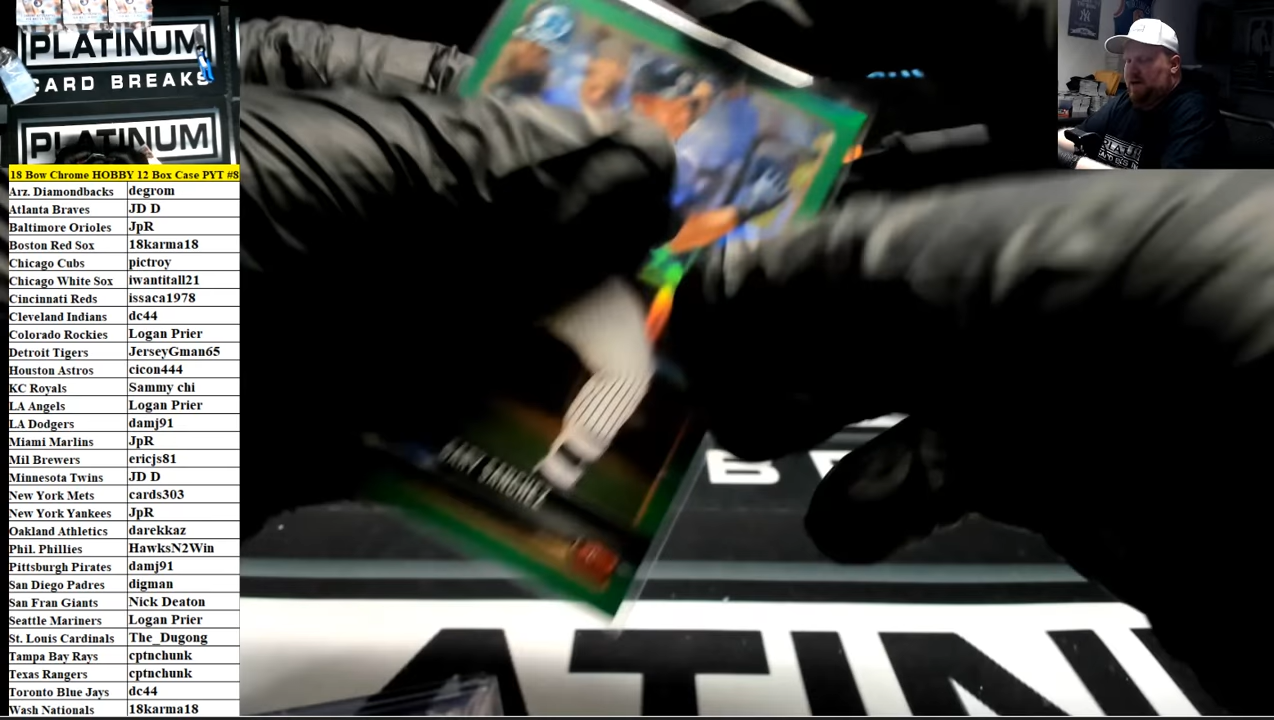 PLATINUM
CARD BREAKS
PLATINUM
18 Bow Chrome HOBBY 12 Box Case PYT #8
Arz. Diamondbacks degrom
Atlanta Braves JD D
Baltimore Orioles JpR
Boston Red Sox 18karma18
Chicago Cubs pictroy
Chicago White Sox iwantitall21
Cincinnati Reds issaca1978
Cleveland Indians dc44
Colorado Rockies Logan Prier
Detroit Tigers JerseyGman65
Houston Astros cicon444
KC Royals Sammy chi
LA Angels Logan Prier
LA Dodgers damj91
Miami Marlins JpR
Mil Brewers ericjs81
Minnesota Twins JD D
New York Mets cards303
New York Yankees JpR
Oakland Athletics darekkaz
Phil. Phillies HawksN2Win
Pittsburgh Pirates damj91
San Diego Padres digman
San Fran Giants Nick Deaton
Seattle Mariners Logan Prier
St. Louis Cardinals The_Dugong
Tampa Bay Rays cptnchunk
Texas Rangers cptnchunk
Toronto Blue Jays dc44
Wash Nationals 18karma18
SANCHEZ
B
ATIN